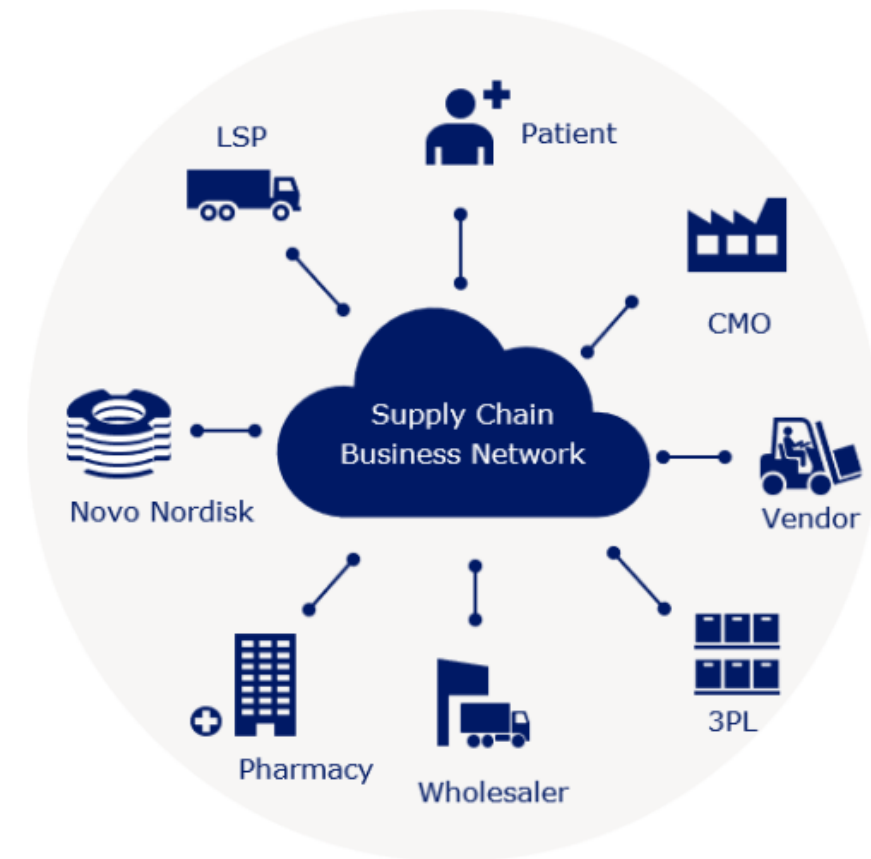 LSP
Patient
CMO
Supply Chain
Business Network
Novo Nordisk
Vendor
3PL
Pharmacy
Wholesaler